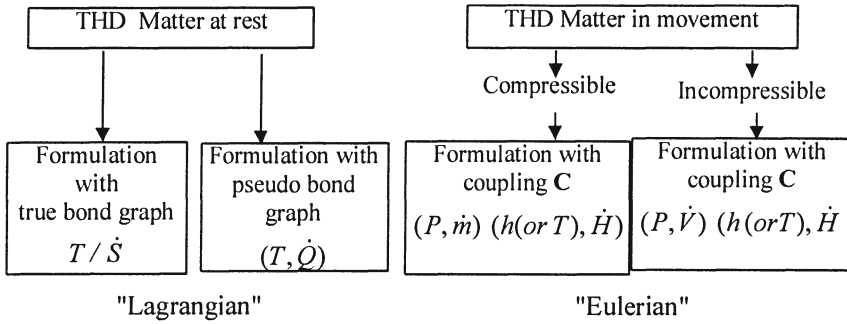 THD Matter at rest
Formulation
with
true bond graph
T / Ṡ
Formulation with
pseudo bond
graph
(T, Q̇)
"Lagrangian"
THD Matter in movement
Compressible
Incompressible
Formulation with
coupling C
(P, ṁ) (h(or T), Ḣ)
Formulation with
coupling C
(P, V̇) (h(orT), Ḣ
"Eulerian"